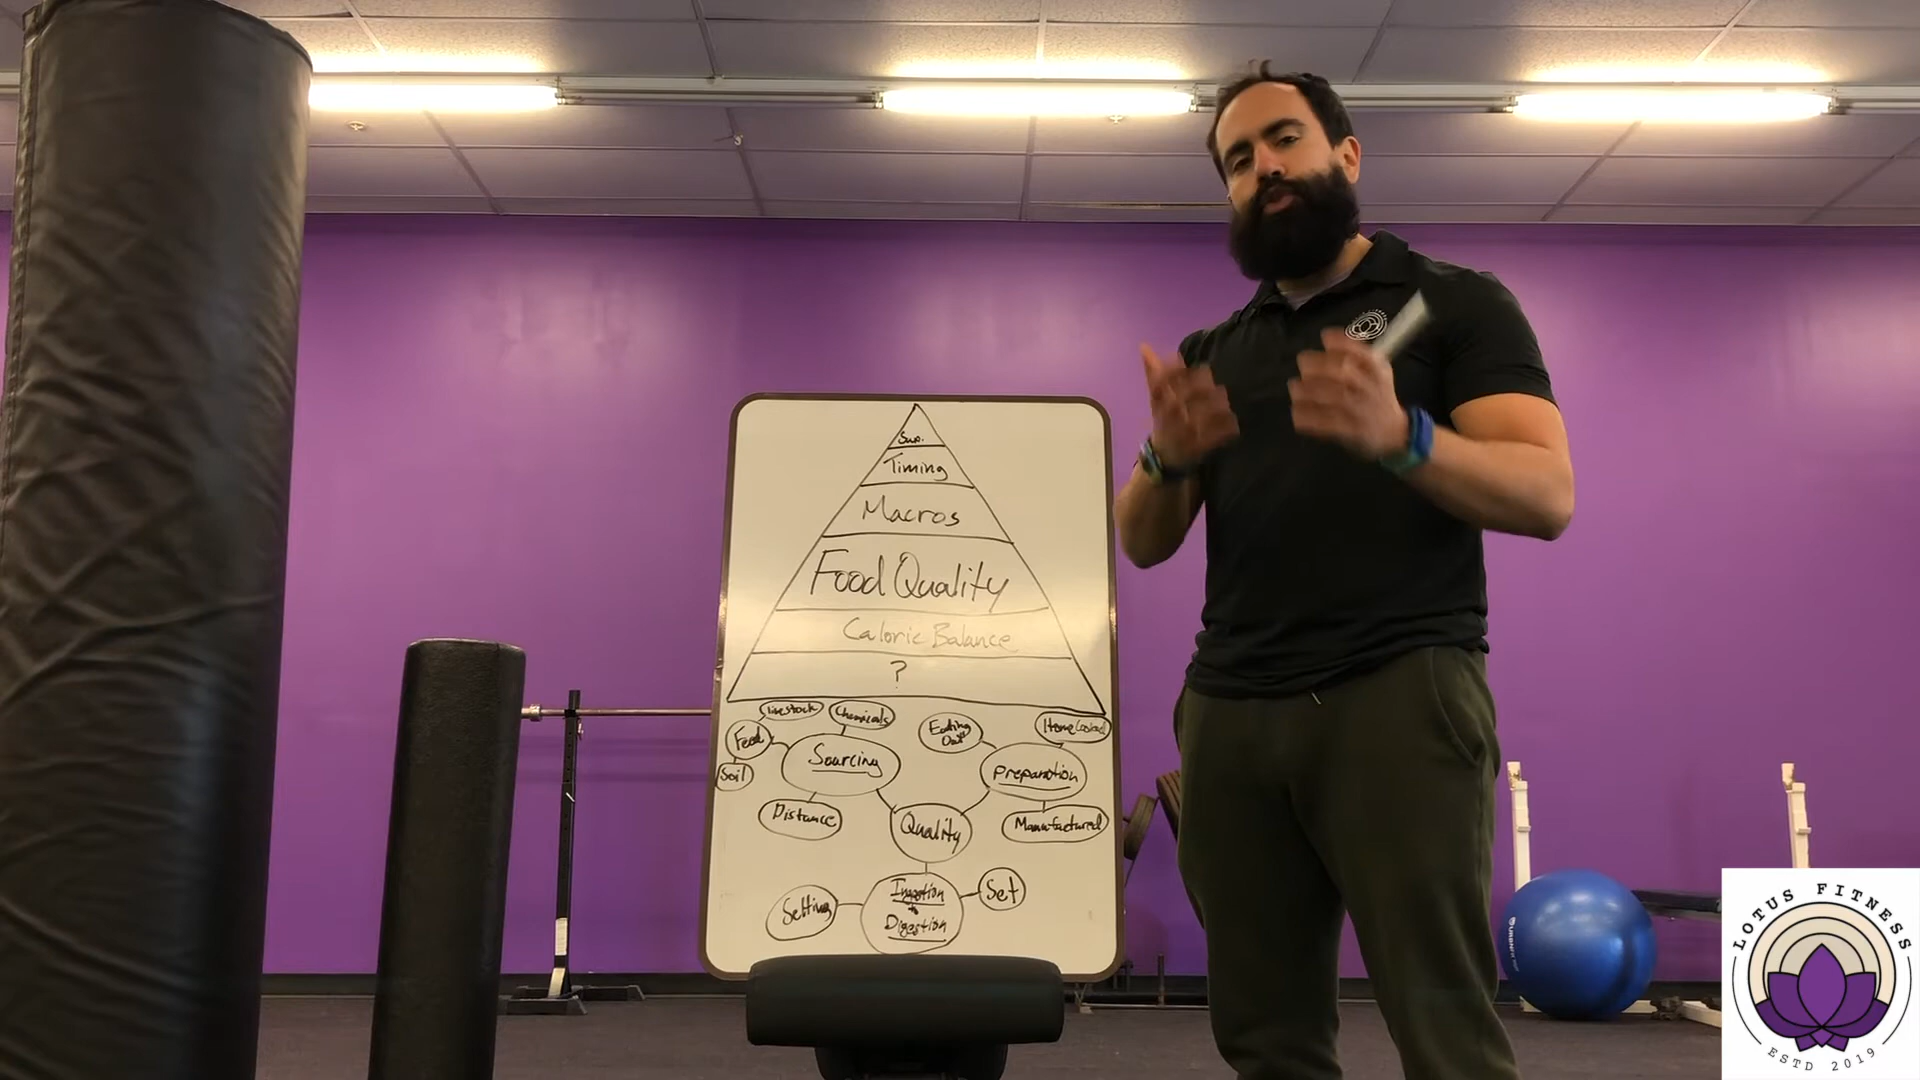 Sup.
Timing
Macros
Food Quality
Caloric Balance
?
livestock
Chemicals
Eating
Out
Home Cooked
Feed
Sourcing
Preparation
Soil
Distance
Quality
Manufactured
Setting
Ingestion
+
Digestion
Set
LOTUS FITNESS
ESTD 2019